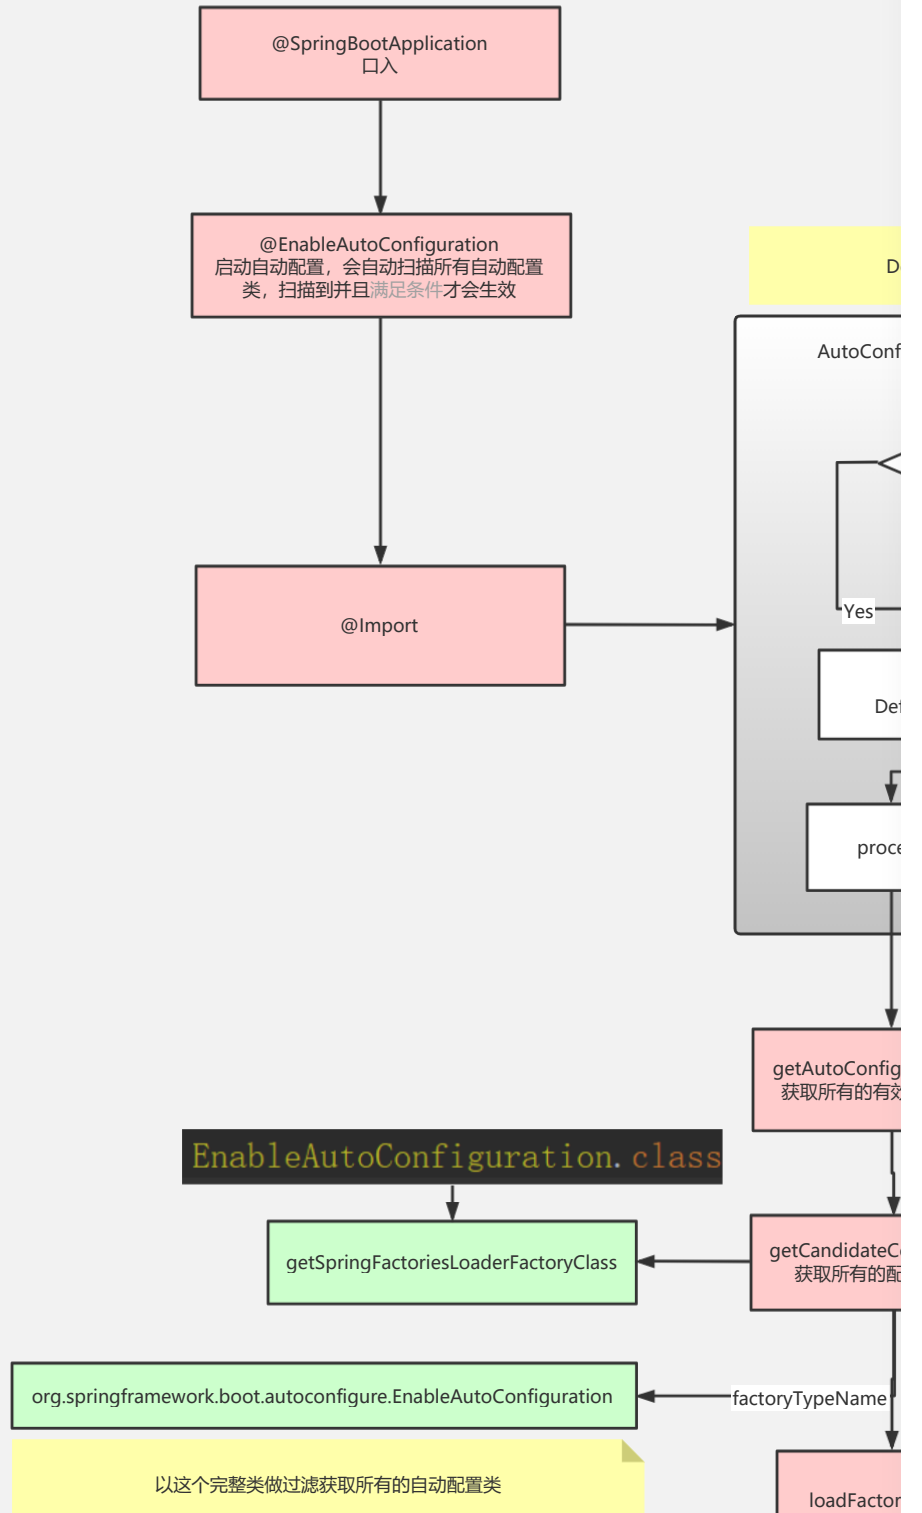 @SpringBootApplication
口入
@EnableAutoConfiguration
启动自动配置，会自动扫描所有自动配置
类，扫描到并且满足条件才会生效
AutoConf
@Import
Yes
getAutoConfig
获取所有的有效
EnableAutoConfiguration.class
getCandidateC
获取所有的配
getSpringFactoriesLoaderFactoryClass
org.springframework.boot.autoconfigure.EnableAutoConfiguration
factoryTypeName
以这个完整类做过滤获取所有的自动配置类
loadFactor